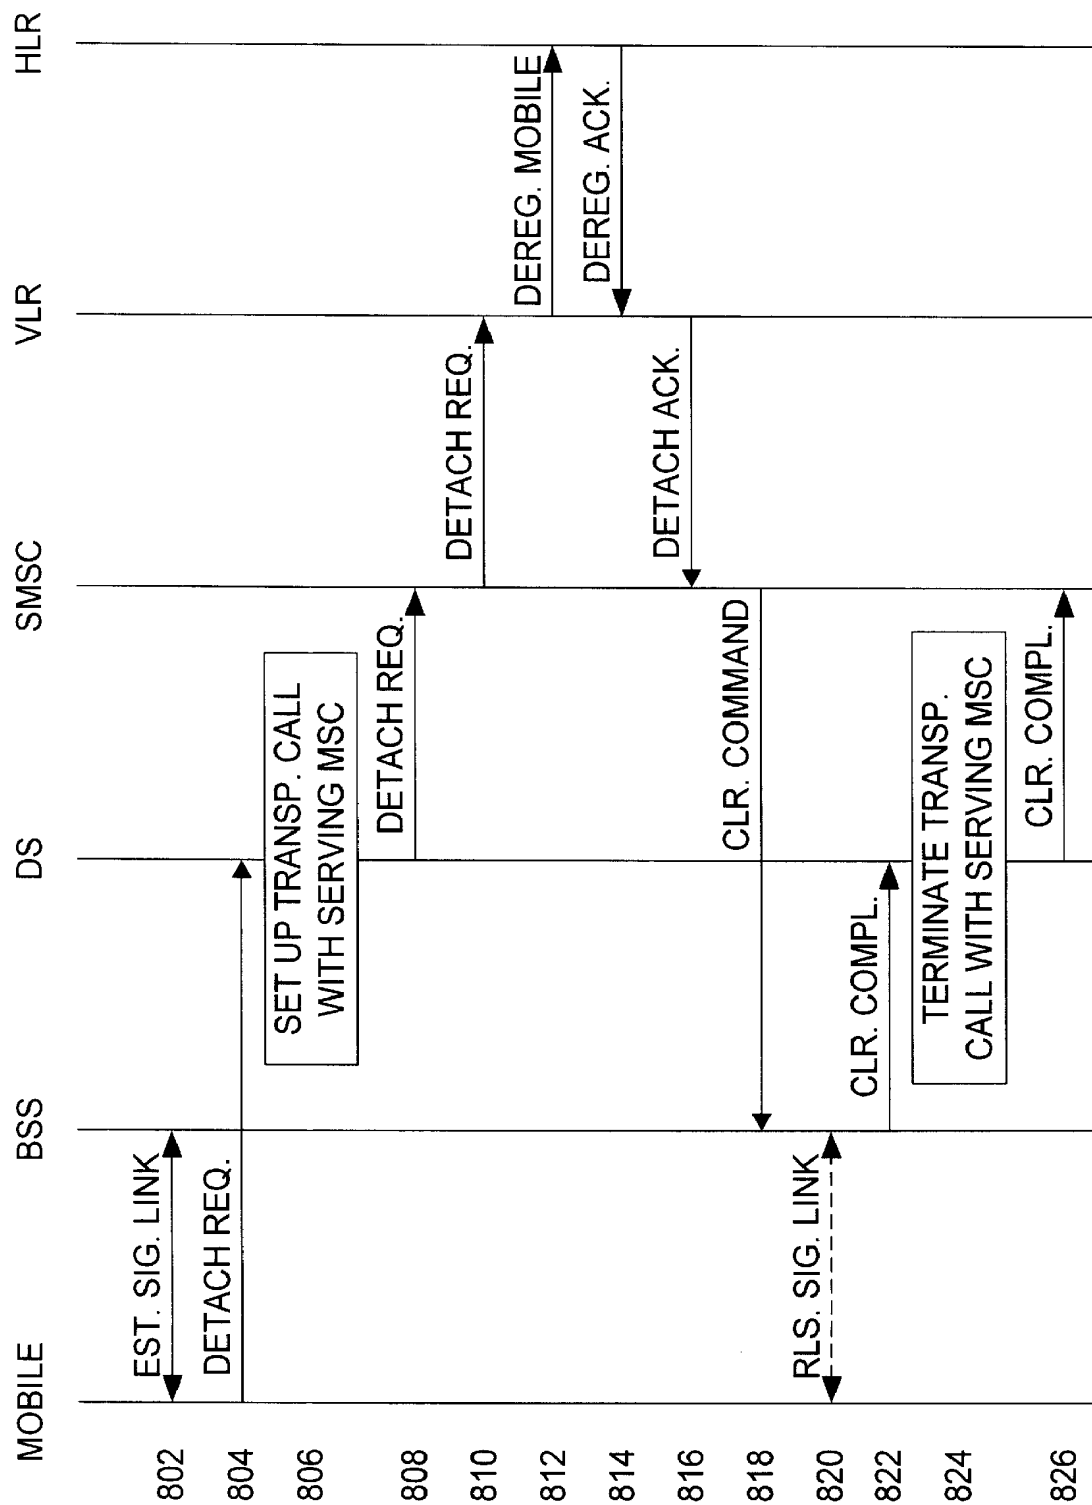 MOBILE
BSS
DS
SMSC
VLR
HLR
802
EST. SIG. LINK
804
DETACH REQ.
806
SET UP TRANSP. CALL
WITH SERVING MSC
808
DETACH REQ.
810
DETACH REQ.
812
DEREG. MOBILE
814
DEREG. ACK.
816
DETACH ACK.
818
CLR. COMMAND
820
RLS. SIG. LINK
822
CLR. COMPL.
824
TERMINATE TRANSP.
CALL WITH SERVING MSC
826
CLR. COMPL.